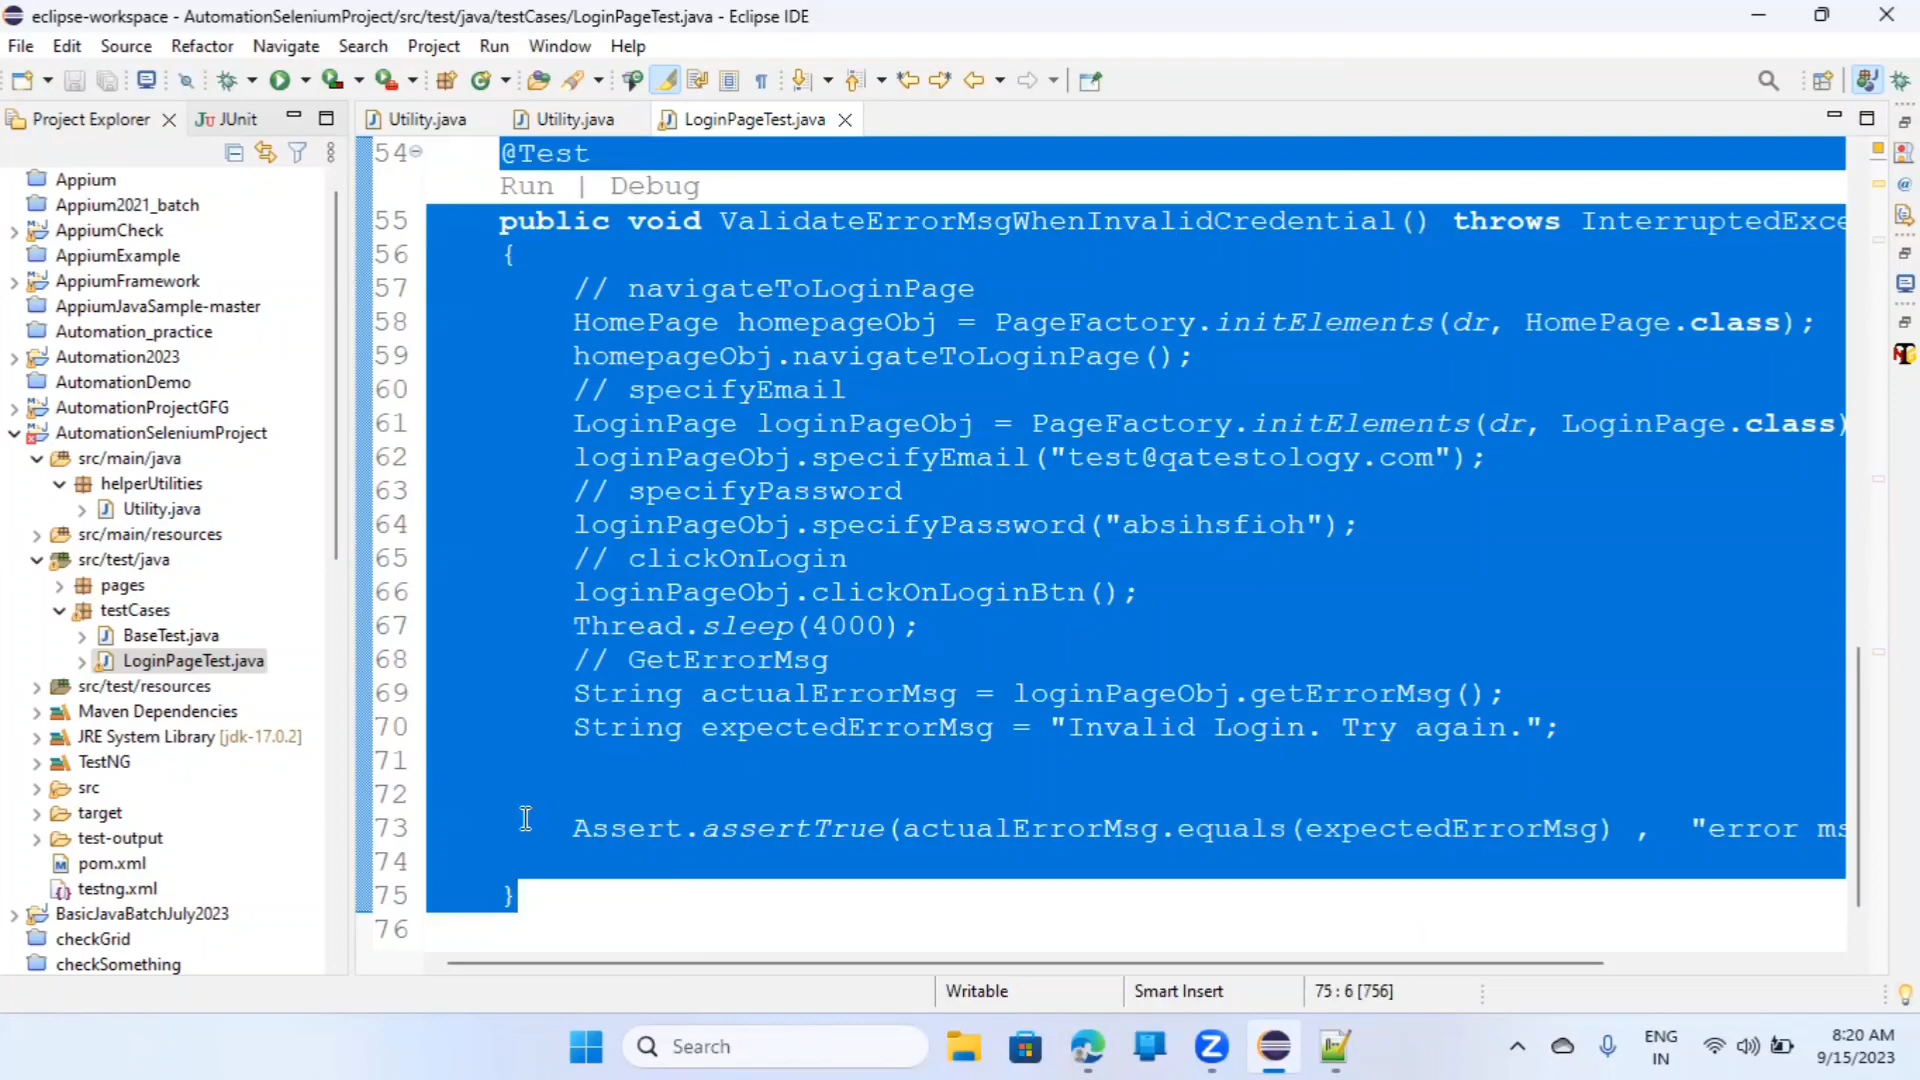 eclipse-workspace - AutomationSeleniumProject/src/test/java/testCases/LoginPageTest.java - Eclipse IDE
File Edit Source Refactor Navigate Search Project Run Window Help
Project Explorer JUnit
Utility.java Utility.java LoginPageTest.java
Appium
Appium2021_batch
AppiumCheck
AppiumExample
AppiumFramework
AppiumJavaSample-master
Automation_practice
Automation2023
AutomationDemo
AutomationProjectGFG
AutomationSeleniumProject
src/main/java
helperUtilities
Utility.java
src/main/resources
src/test/java
pages
testCases
BaseTest.java
LoginPageTest.java
src/test/resources
Maven Dependencies
JRE System Library [jdk-17.0.2]
TestNG
src
target
test-output
pom.xml
testng.xml
BasicJavaBatchJuly2023
checkGrid
checkSomething
54 @Test
Run | Debug
55 public void ValidateErrorMsgWhenInvalidCredential() throws InterruptedExce
56 {
57 // navigateToLoginPage
58 HomePage homepageObj = PageFactory.initElements(dr, HomePage.class);
59 homepageObj.navigateToLoginPage();
60 // specifyEmail
61 LoginPage loginPageObj = PageFactory.initElements(dr, LoginPage.class)
62 loginPageObj.specifyEmail("test@qatestology.com");
63 // specifyPassword
64 loginPageObj.specifyPassword("absihsfioh");
65 // clickOnLogin
66 loginPageObj.clickOnLoginBtn();
67 Thread.sleep(4000);
68 // GetErrorMsg
69 String actualErrorMsg = loginPageObj.getErrorMsg();
70 String expectedErrorMsg = "Invalid Login. Try again.";
71
72
73 Assert.assertTrue(actualErrorMsg.equals(expectedErrorMsg) , "error ms
74
75 }
76
Writable Smart Insert 75 : 6 [756]
Search
ENG
IN
8:20 AM
9/15/2023